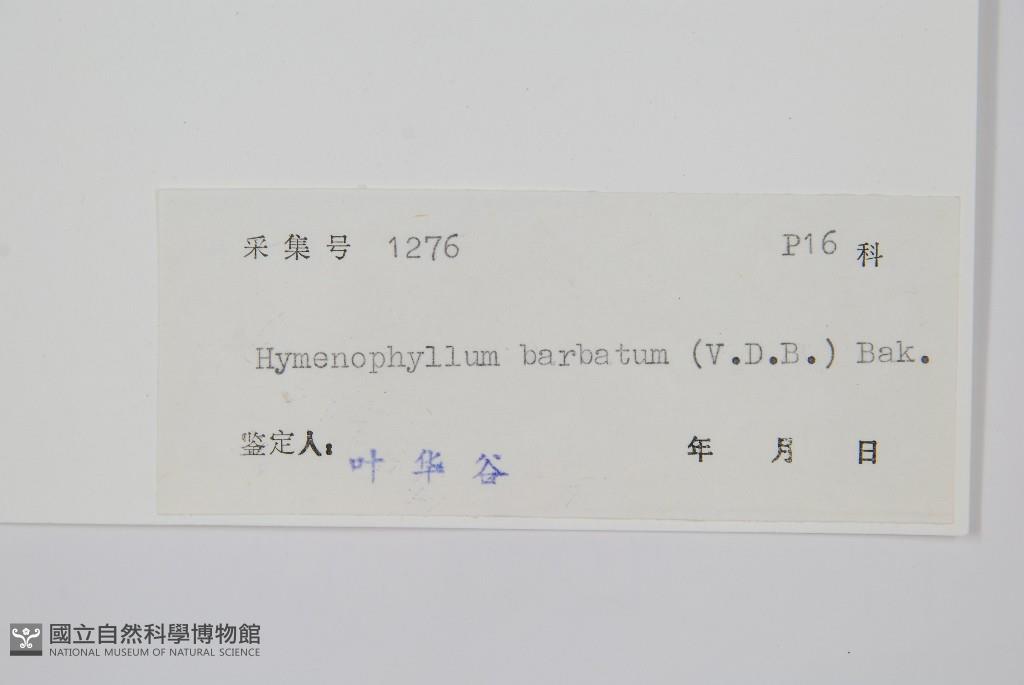 采集号 1276 P16 科
Hymenophyllum barbatum (V.D.B.) Bak.
鉴定人: 叶华谷 年 月 日
國立自然科學博物館
NATIONAL MUSEUM OF NATURAL SCIENCE